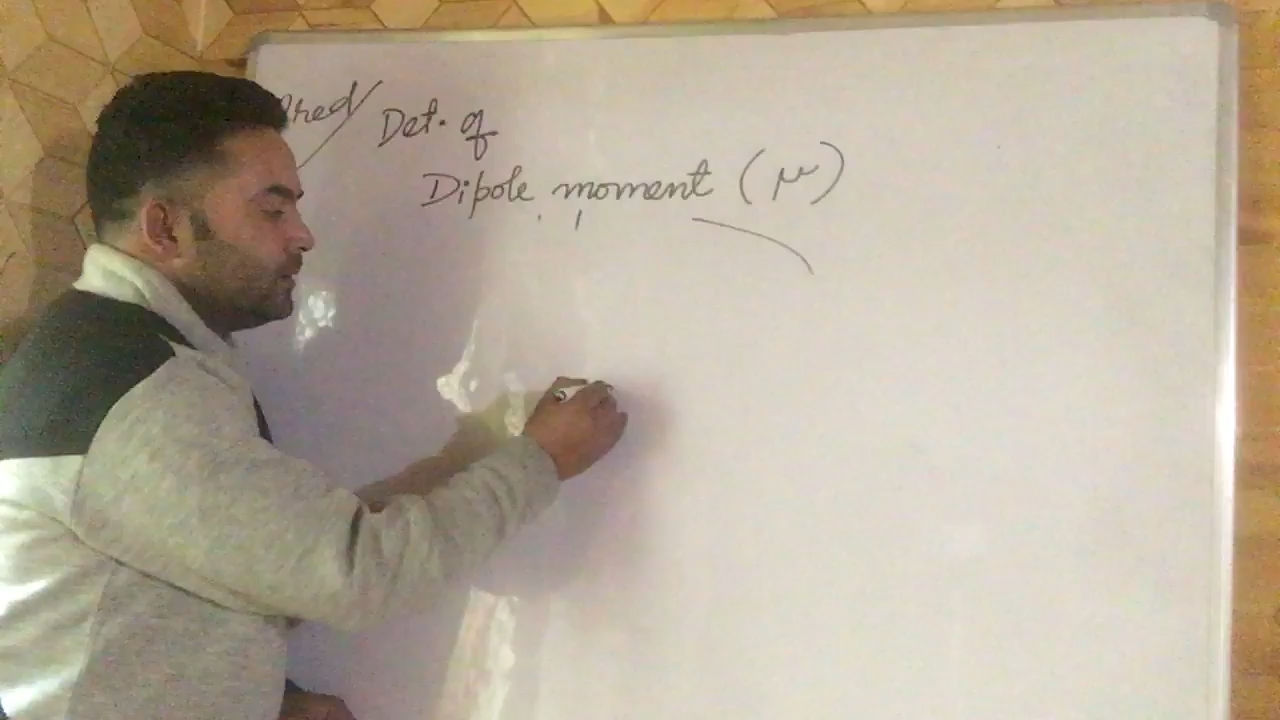 Det. of
Dipole moment (μ)